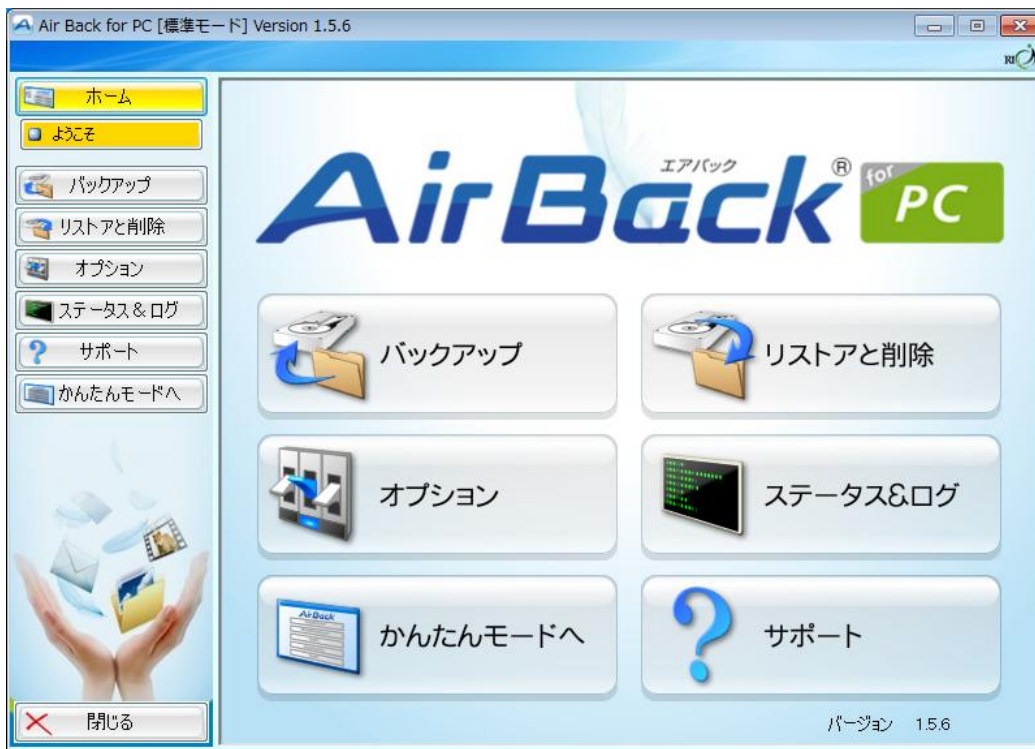 Air Back for PC [標準モード] Version 1.5.6
ホーム
ようこそ
バックアップ
リストアと削除
オプション
ステータス&ログ
サポート
かんたんモードへ
閉じる
エアバック
Air Back® for PC
バックアップ
リストアと削除
オプション
ステータス&ログ
AirBack
かんたんモードへ
サポート
バージョン 1.5.6